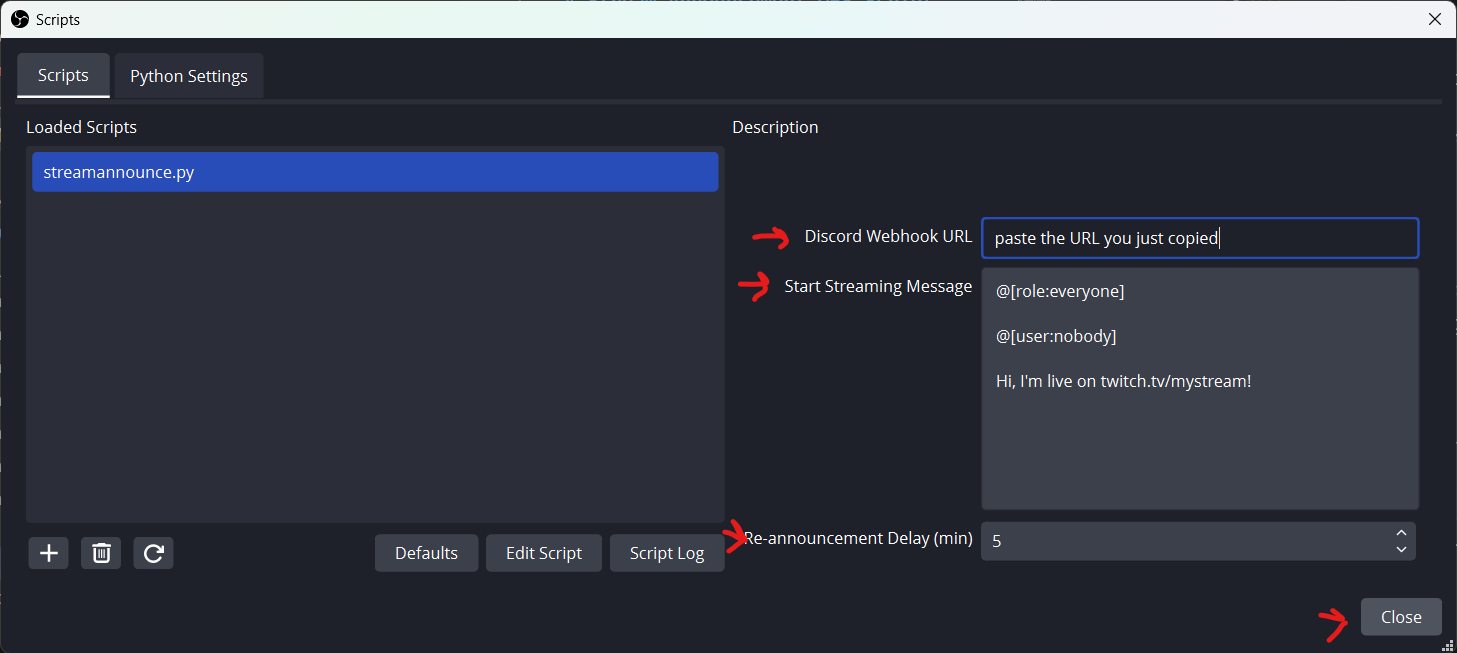 Scripts
Scripts
Python Settings
Loaded Scripts
Description
streamannounce.py
Discord Webhook URL
paste the URL you just copied
Start Streaming Message
@[role:everyone]
@[user:nobody]
Hi, I'm live on twitch.tv/mystream!
Defaults
Edit Script
Script Log
Re-announcement Delay (min)
5
Close